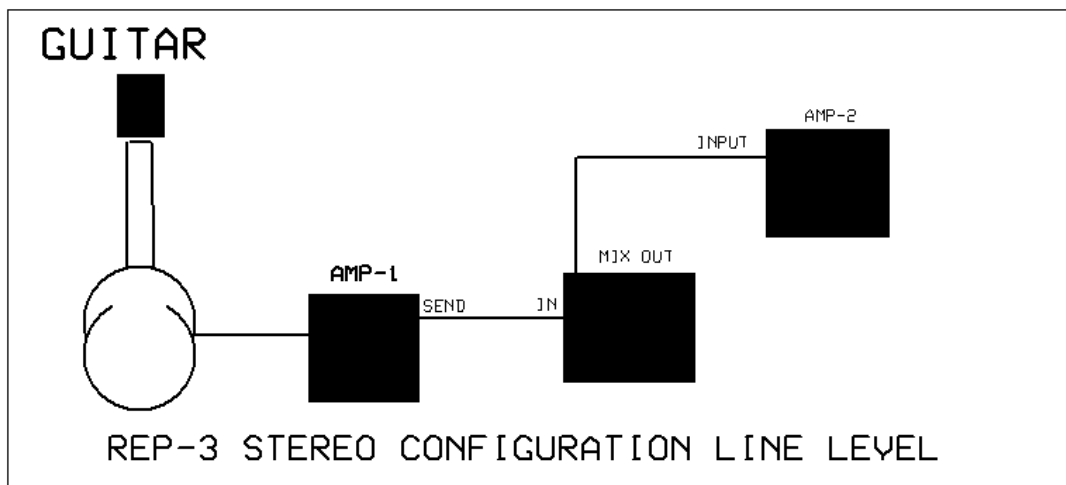 GUITAR
AMP-2
INPUT
MIX OUT
AMP-1
SEND
IN
REP-3 STEREO CONFIGURATION LINE LEVEL